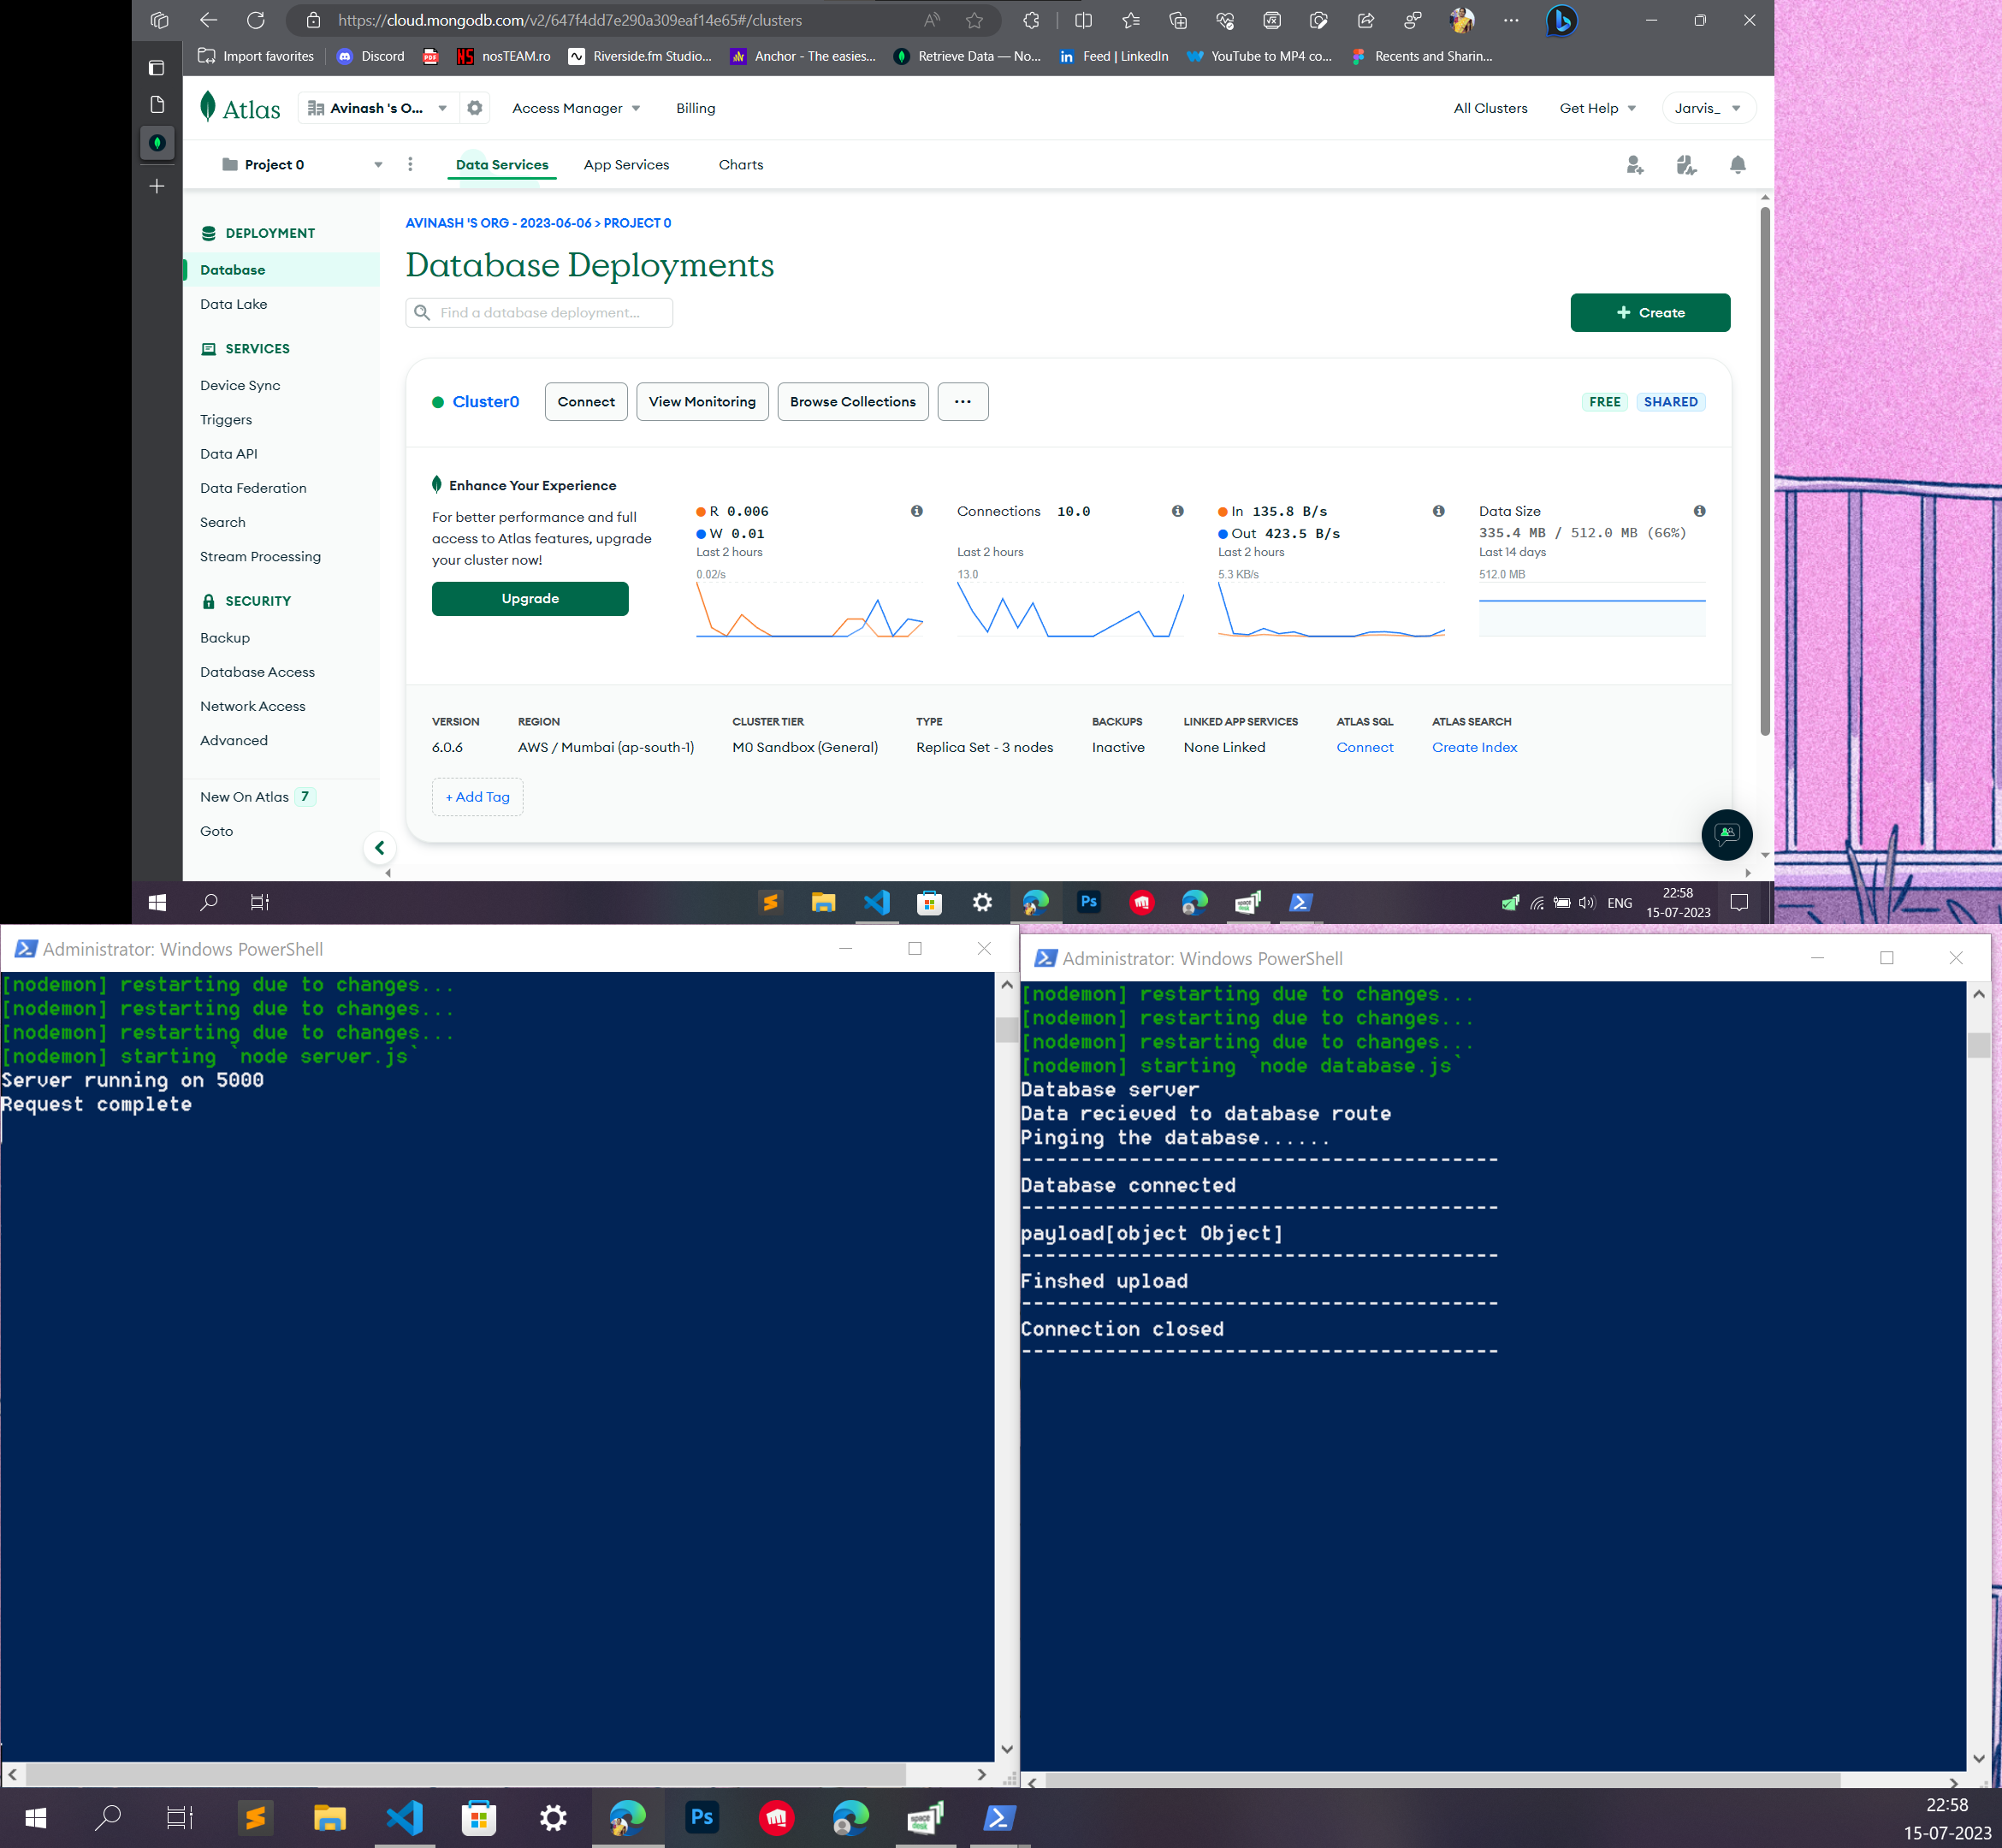 https://cloud.mongodb.com/v2/647f4dd7e290a309eaf14e65#/clusters
Import favorites
Discord
PDF
NS nosTEAM.ro
Riverside.fm Studio...
Anchor - The easies...
Retrieve Data — No...
Feed | LinkedIn
YouTube to MP4 co...
Recents and Sharin...
Atlas
Avinash 's O...
Access Manager
Billing
All Clusters
Get Help
Jarvis_
Project 0
Data Services
App Services
Charts
DEPLOYMENT
Database
Data Lake
SERVICES
Device Sync
Triggers
Data API
Data Federation
Search
Stream Processing
SECURITY
Backup
Database Access
Network Access
Advanced
New On Atlas 7
Goto
AVINASH 'S ORG - 2023-06-06 > PROJECT 0
Database Deployments
Find a database deployment...
+ Create
Cluster0
Connect
View Monitoring
Browse Collections
...
FREE
SHARED
Enhance Your Experience
For better performance and full
access to Atlas features, upgrade
your cluster now!
Upgrade
R 0.006
W 0.01
Last 2 hours
0.02/s
Connections 10.0
Last 2 hours
13.0
In 135.8 B/s
Out 423.5 B/s
Last 2 hours
5.3 KB/s
Data Size
335.4 MB / 512.0 MB (66%)
Last 14 days
512.0 MB
VERSION REGION CLUSTER TIER TYPE BACKUPS LINKED APP SERVICES ATLAS SQL ATLAS SEARCH
6.0.6 AWS / Mumbai (ap-south-1) M0 Sandbox (General) Replica Set - 3 nodes Inactive None Linked Connect Create Index
+ Add Tag
Ps
ENG
22:58
15-07-2023
Administrator: Windows PowerShell
[nodemon] restarting due to changes...
[nodemon] restarting due to changes...
[nodemon] restarting due to changes...
[nodemon] starting `node server.js`
Server running on 5000
Request complete
Administrator: Windows PowerShell
[nodemon] restarting due to changes...
[nodemon] restarting due to changes...
[nodemon] restarting due to changes...
[nodemon] starting `node database.js`
Database server
Data recieved to database route
Pinging the database......
----------------------------------------
Database connected
----------------------------------------
payload[object Object]
----------------------------------------
Finshed upload
----------------------------------------
Connection closed
----------------------------------------
Ps
space desk
22:58
15-07-2023